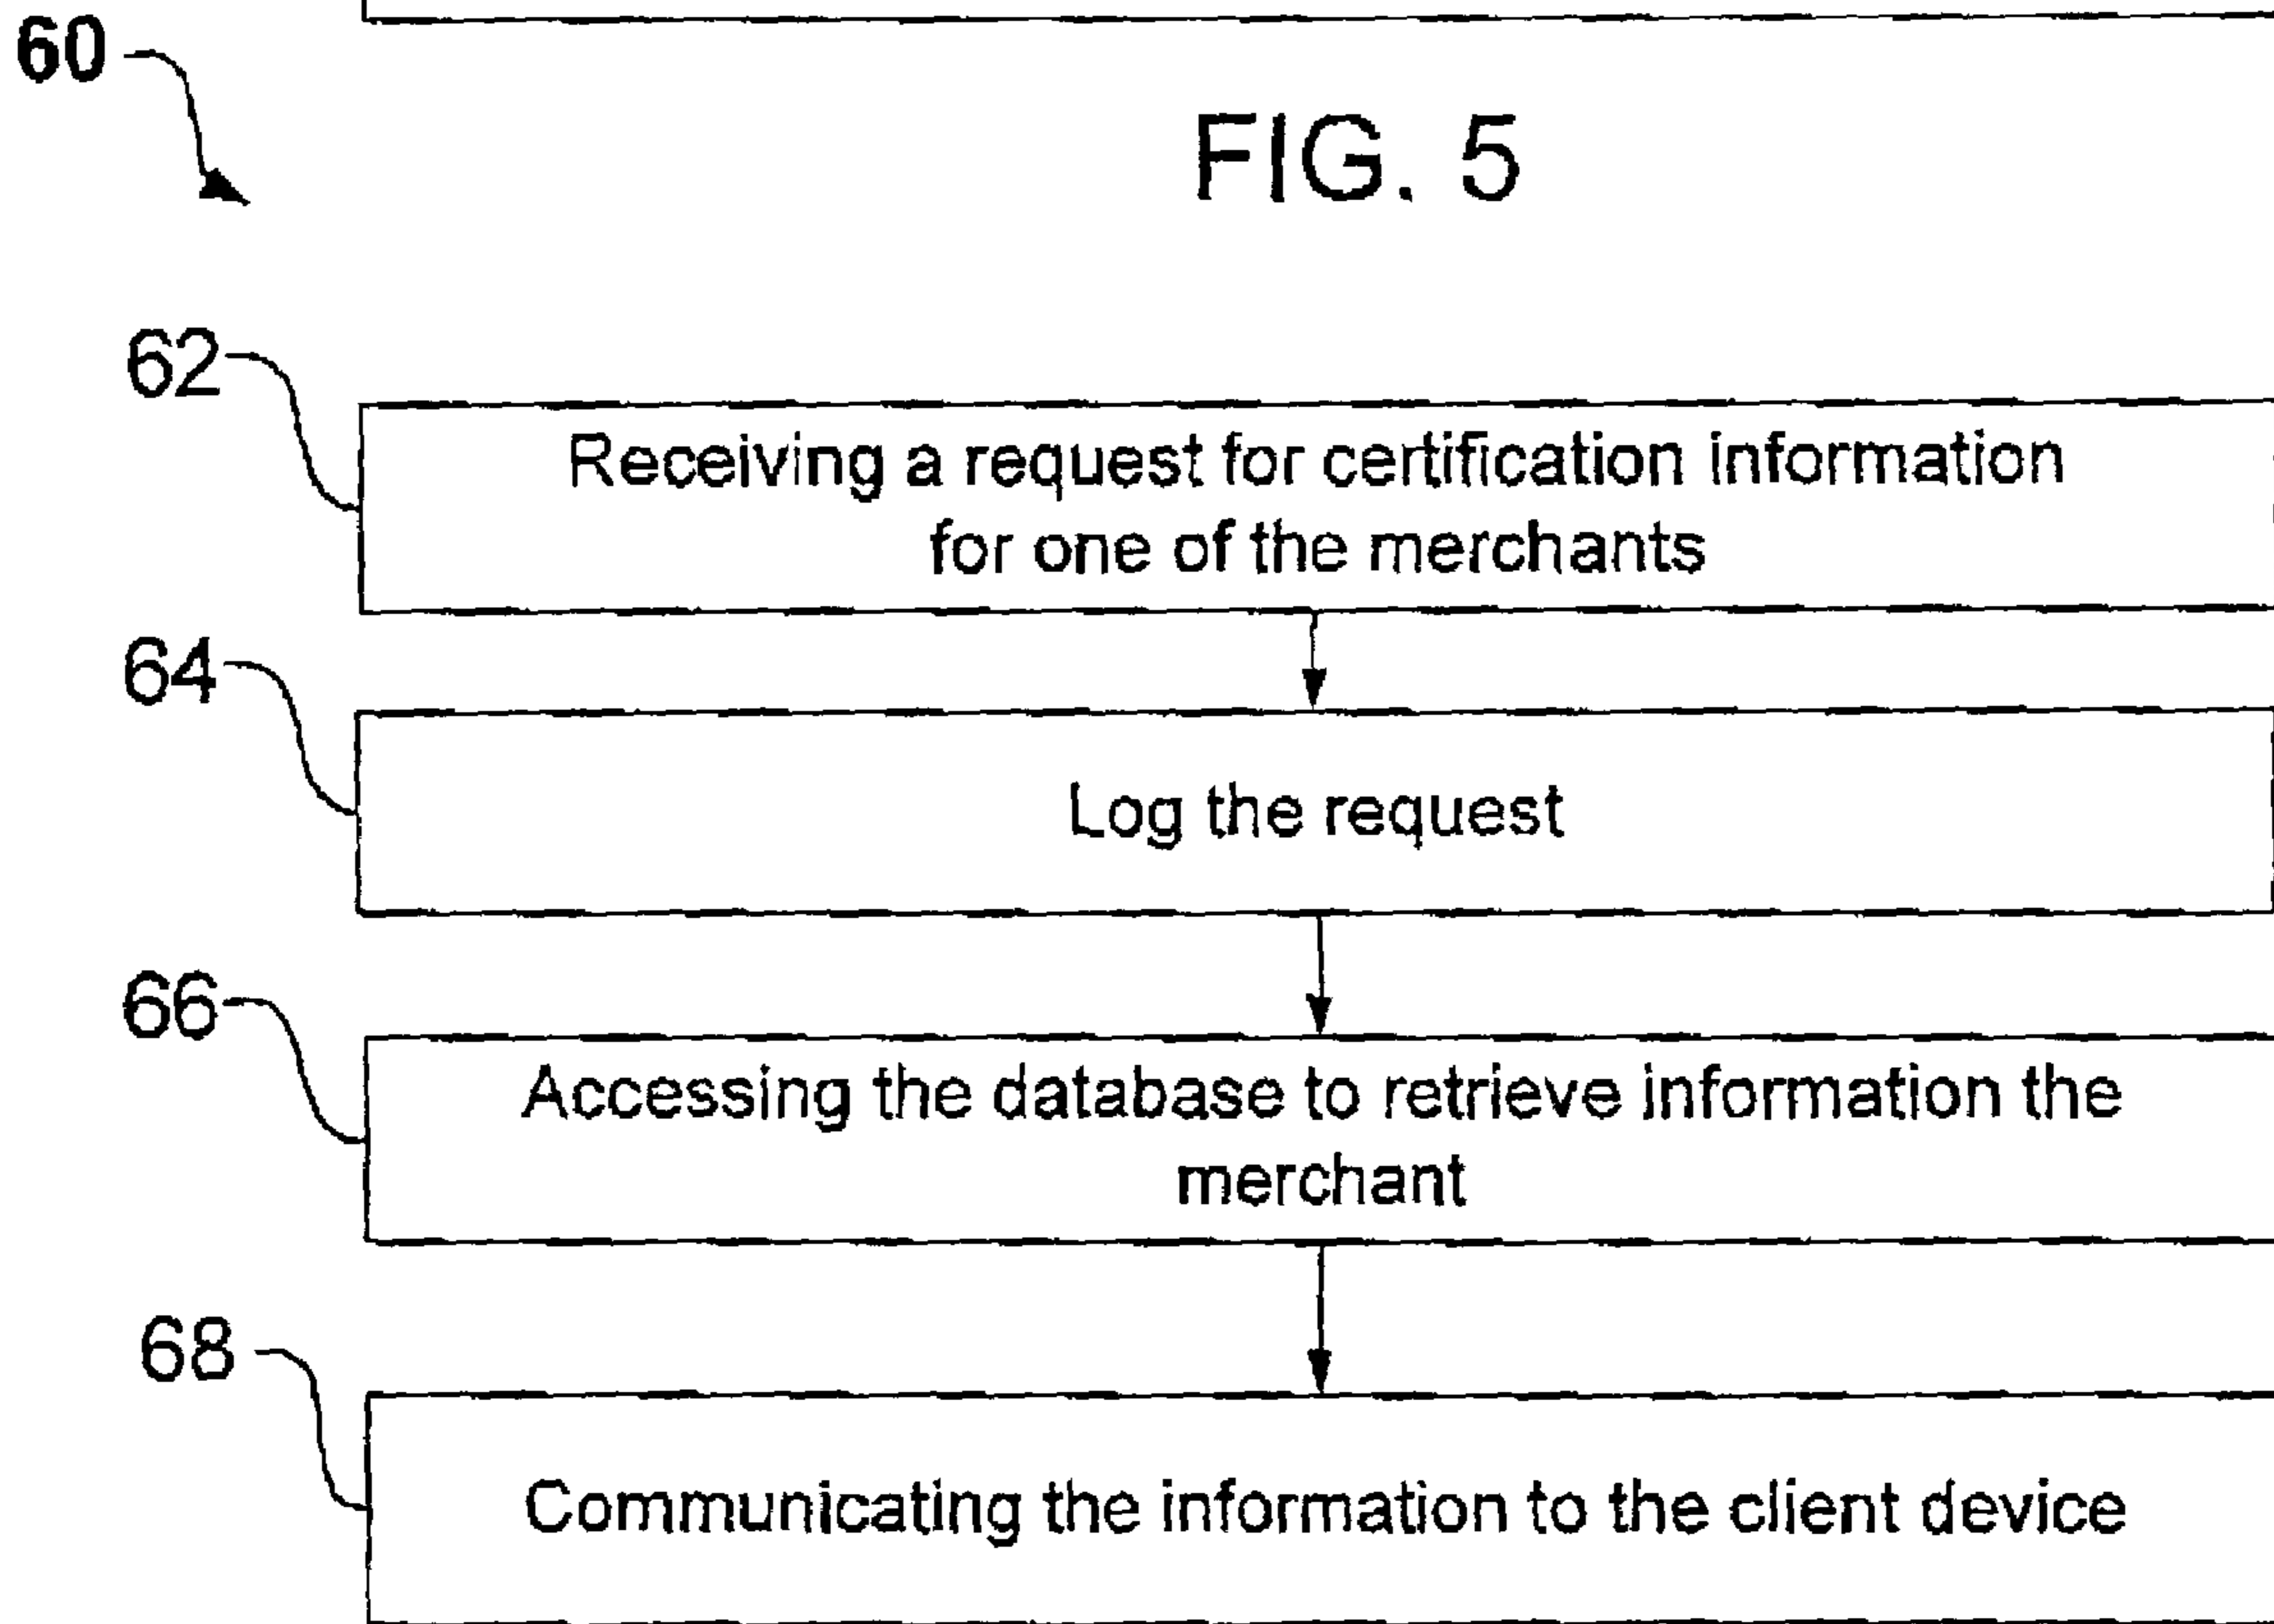 60
FIG. 5
62
Receiving a request for certification information
for one of the merchants
64
Log the request
66
Accessing the database to retrieve information the
merchant
68
Communicating the information to the client device